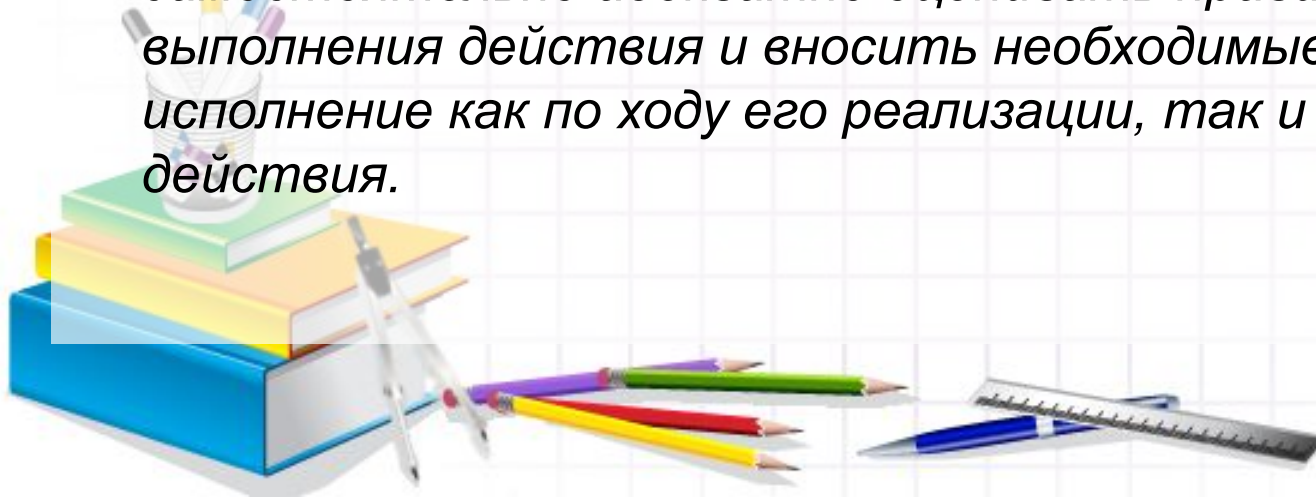 выполнения действия и вносить необходимые
исполнение как по ходу его реализации, так и
действия.